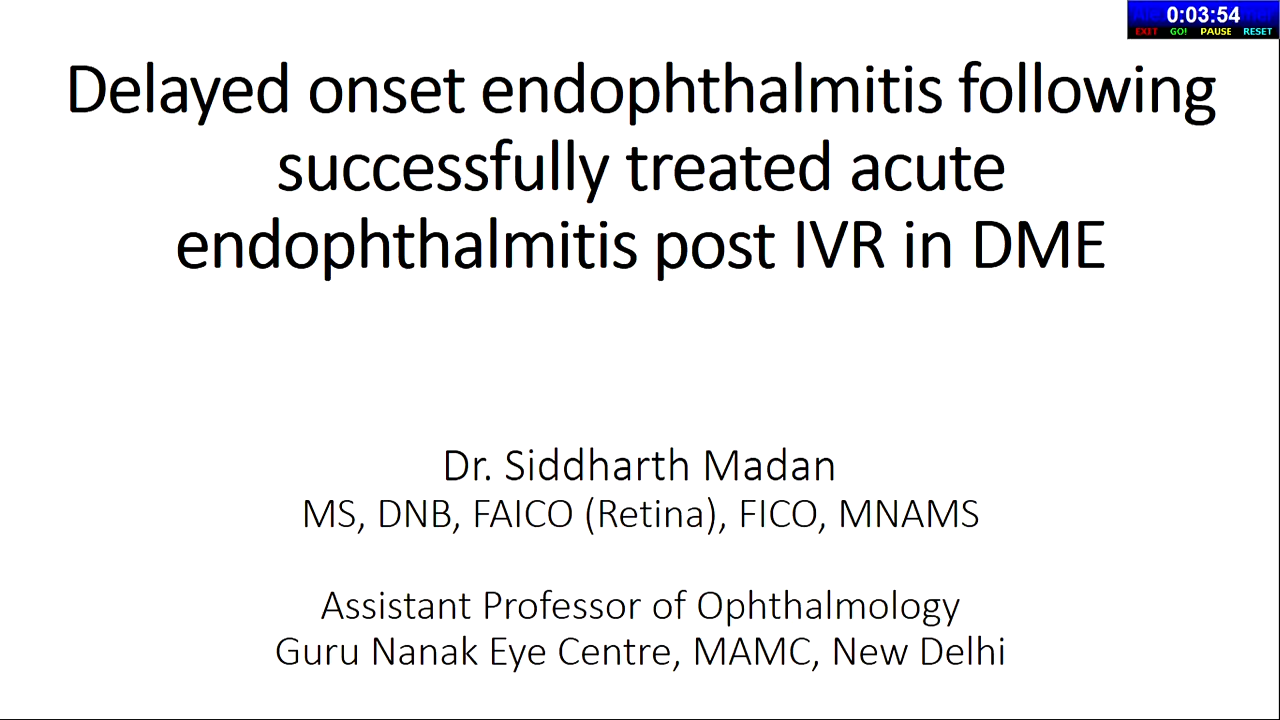 0:03:54
EXIT GO! PAUSE RESET
Delayed onset endophthalmitis following
successfully treated acute
endophthalmitis post IVR in DME
Dr. Siddharth Madan
MS, DNB, FAICO (Retina), FICO, MNAMS
Assistant Professor of Ophthalmology
Guru Nanak Eye Centre, MAMC, New Delhi